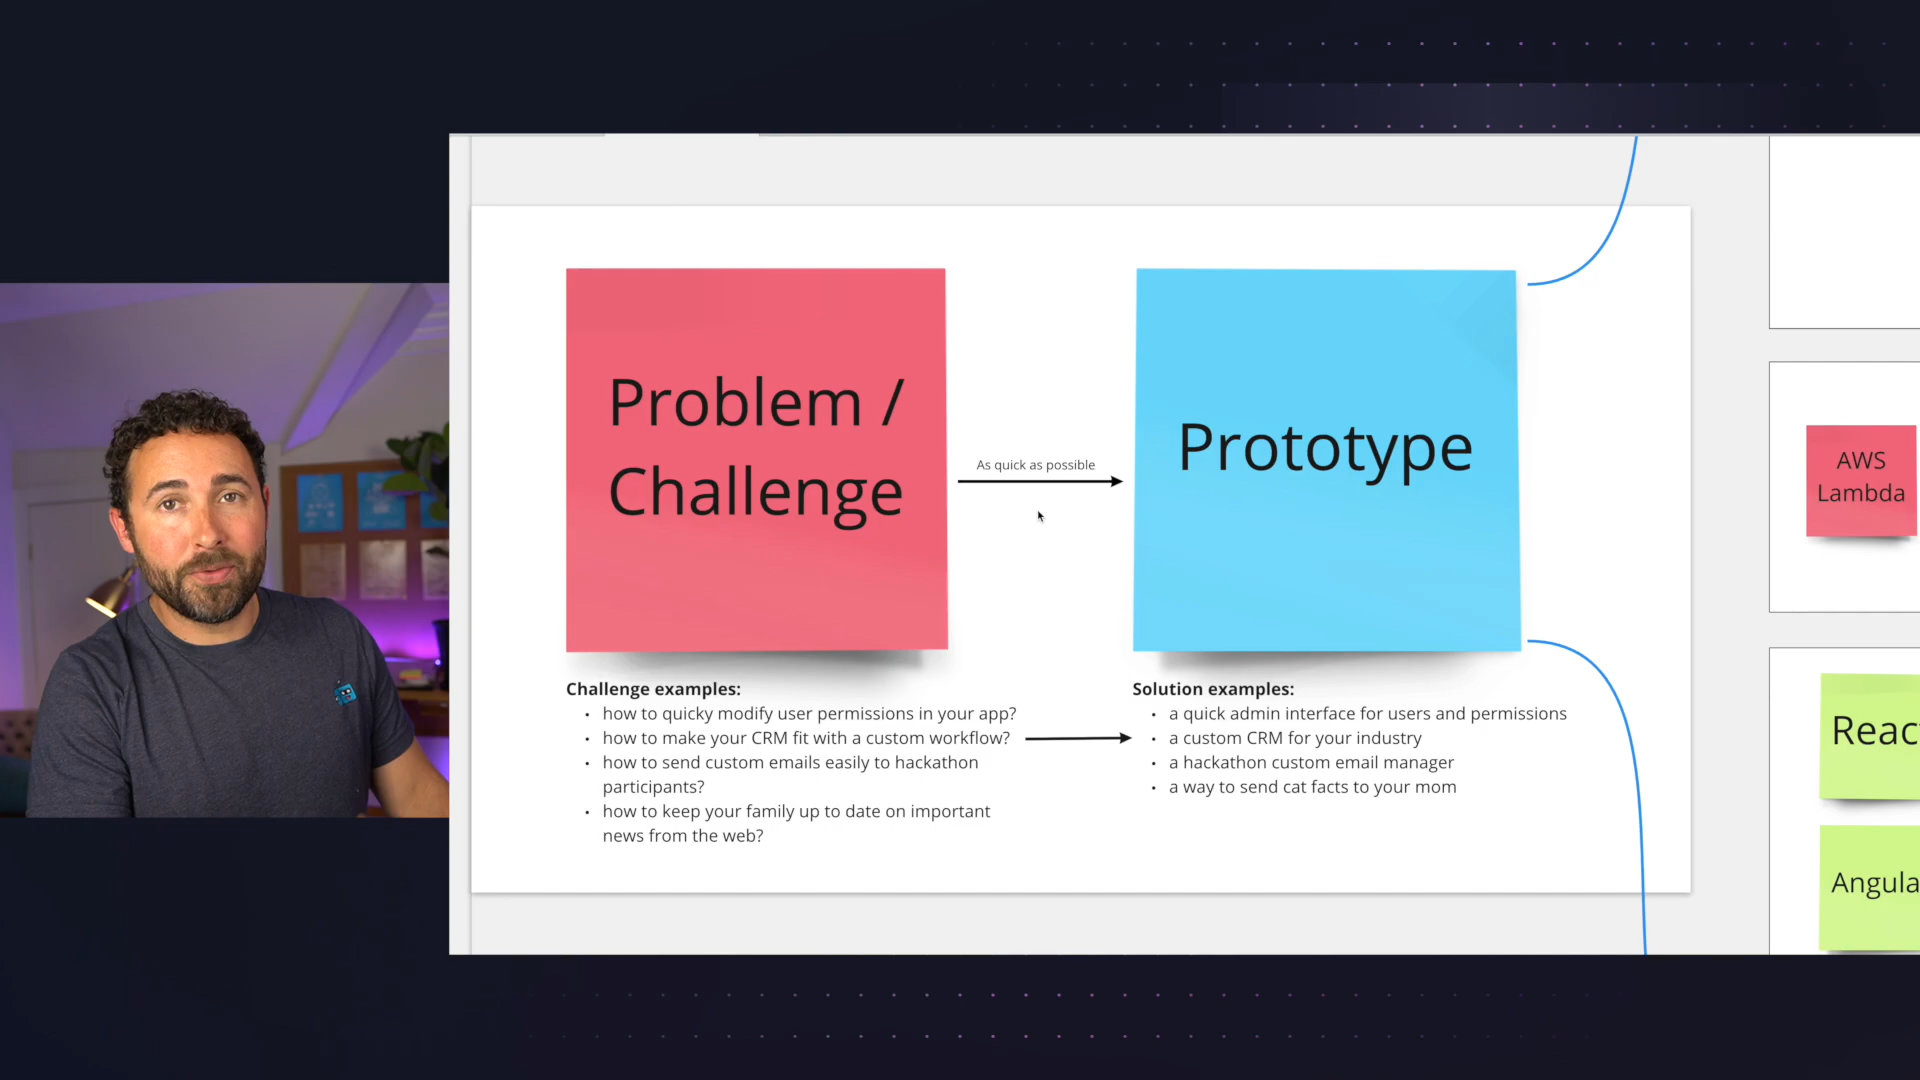 Problem /
Challenge
As quick as possible
Prototype
Challenge examples:
• how to quicky modify user permissions in your app?
• how to make your CRM fit with a custom workflow?
• how to send custom emails easily to hackathon
participants?
• how to keep your family up to date on important
news from the web?
Solution examples:
• a quick admin interface for users and permissions
• a custom CRM for your industry
• a hackathon custom email manager
• a way to send cat facts to your mom
AWS
Lambda
Reac
Angula